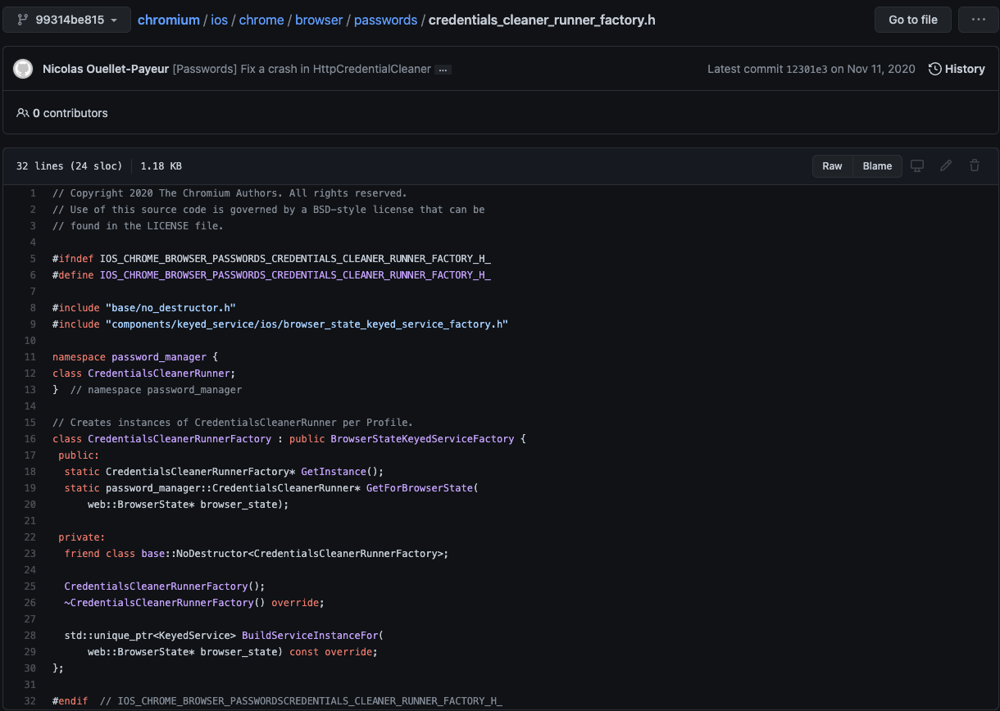 99314be815 chromium / ios / chrome / browser / passwords / credentials_cleaner_runner_factory.h Go to file ...
Nicolas Ouellet-Payeur [Passwords] Fix a crash in HttpCredentialCleaner ... Latest commit 12301e3 on Nov 11, 2020 History
0 contributors
32 lines (24 sloc) 1.18 KB Raw Blame
1 // Copyright 2020 The Chromium Authors. All rights reserved.
2 // Use of this source code is governed by a BSD-style license that can be
3 // found in the LICENSE file.
4
5 #ifndef IOS_CHROME_BROWSER_PASSWORDS_CREDENTIALS_CLEANER_RUNNER_FACTORY_H_
6 #define IOS_CHROME_BROWSER_PASSWORDS_CREDENTIALS_CLEANER_RUNNER_FACTORY_H_
7
8 #include "base/no_destructor.h"
9 #include "components/keyed_service/ios/browser_state_keyed_service_factory.h"
10
11 namespace password_manager {
12 class CredentialsCleanerRunner;
13 }  // namespace password_manager
14
15 // Creates instances of CredentialsCleanerRunner per Profile.
16 class CredentialsCleanerRunnerFactory : public BrowserStateKeyedServiceFactory {
17  public:
18   static CredentialsCleanerRunnerFactory* GetInstance();
19   static password_manager::CredentialsCleanerRunner* GetForBrowserState(
20       web::BrowserState* browser_state);
21
22  private:
23   friend class base::NoDestructor<CredentialsCleanerRunnerFactory>;
24
25   CredentialsCleanerRunnerFactory();
26   ~CredentialsCleanerRunnerFactory() override;
27
28   std::unique_ptr<KeyedService> BuildServiceInstanceFor(
29       web::BrowserState* browser_state) const override;
30 };
31
32 #endif  // IOS_CHROME_BROWSER_PASSWORDSCREDENTIALS_CLEANER_RUNNER_FACTORY_H_